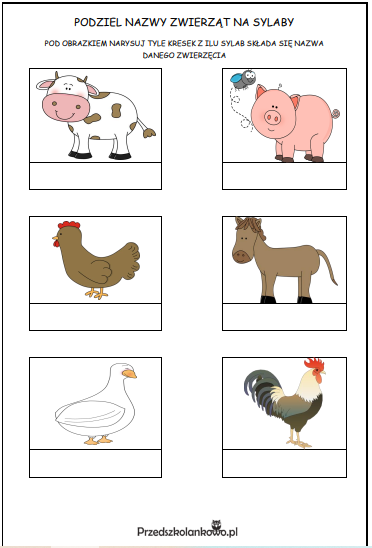 PODZIEL NAZWY ZWIERZĄT NA SYLABY
POD OBRAZKIEM NARYSUJ TYLE KRESEK Z ILU SYLAB SKŁADA SIĘ NAZWA
DANEGO ZWIERZĘCIA
Przedszkolankowo.pl